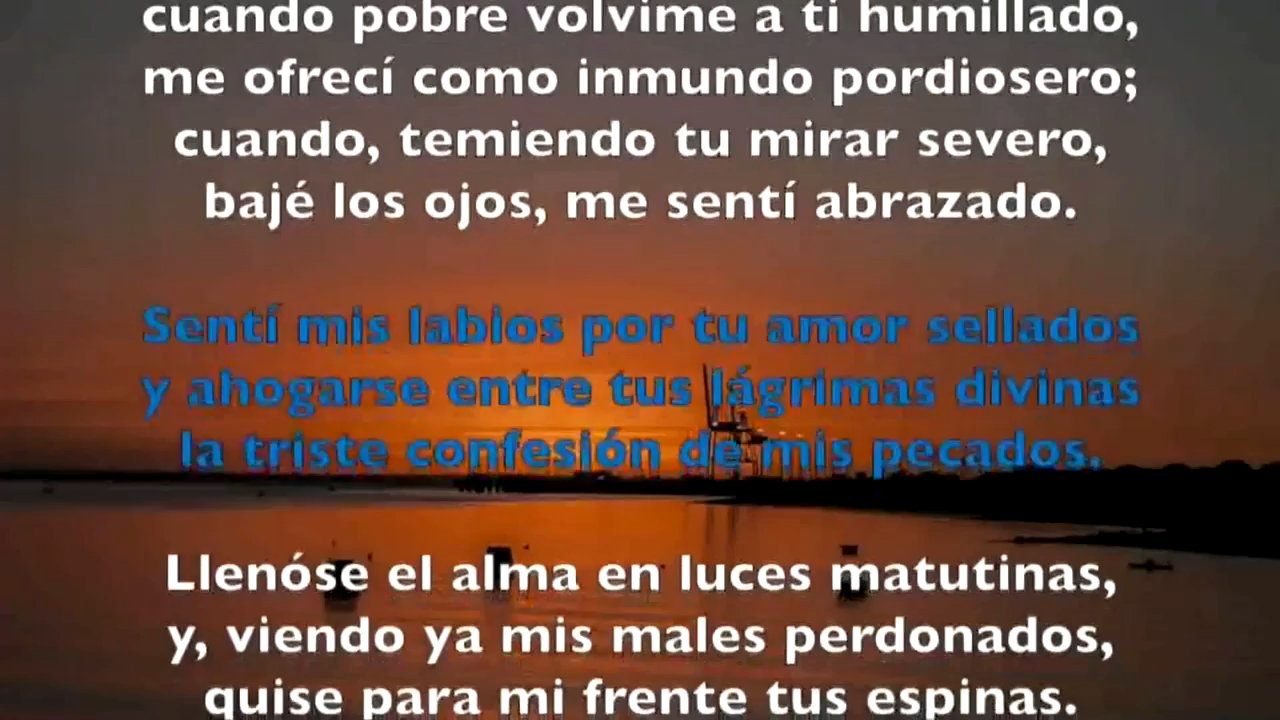 cuando pobre volvime a ti humillado,
me ofrecí como inmundo pordiosero;
cuando, temiendo tu mirar severo,
bajé los ojos, me sentí abrazado.
Sentí mis labios por tu amor sellados
y ahogarse entre tus lágrimas divinas
la triste confesión de mis pecados.
Llenóse el alma en luces matutinas,
y, viendo ya mis males perdonados,
quise para mi frente tus espinas.